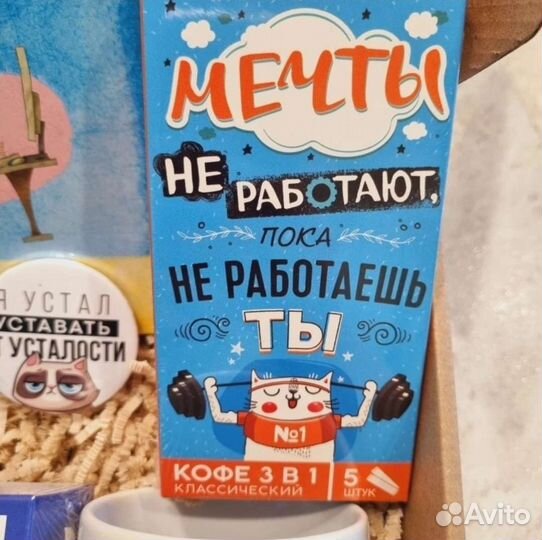 МЕЧТЫ
НЕ РАБОТАЮТ,
ПОКА
НЕ РАБОТАЕШЬ
ТЫ
№1
КОФЕ 3 В 1
КЛАССИЧЕСКИЙ
5
ШТУК
Я УСТАЛ
УСТАВАТЬ
Т УСТАЛОСТИ
Avito